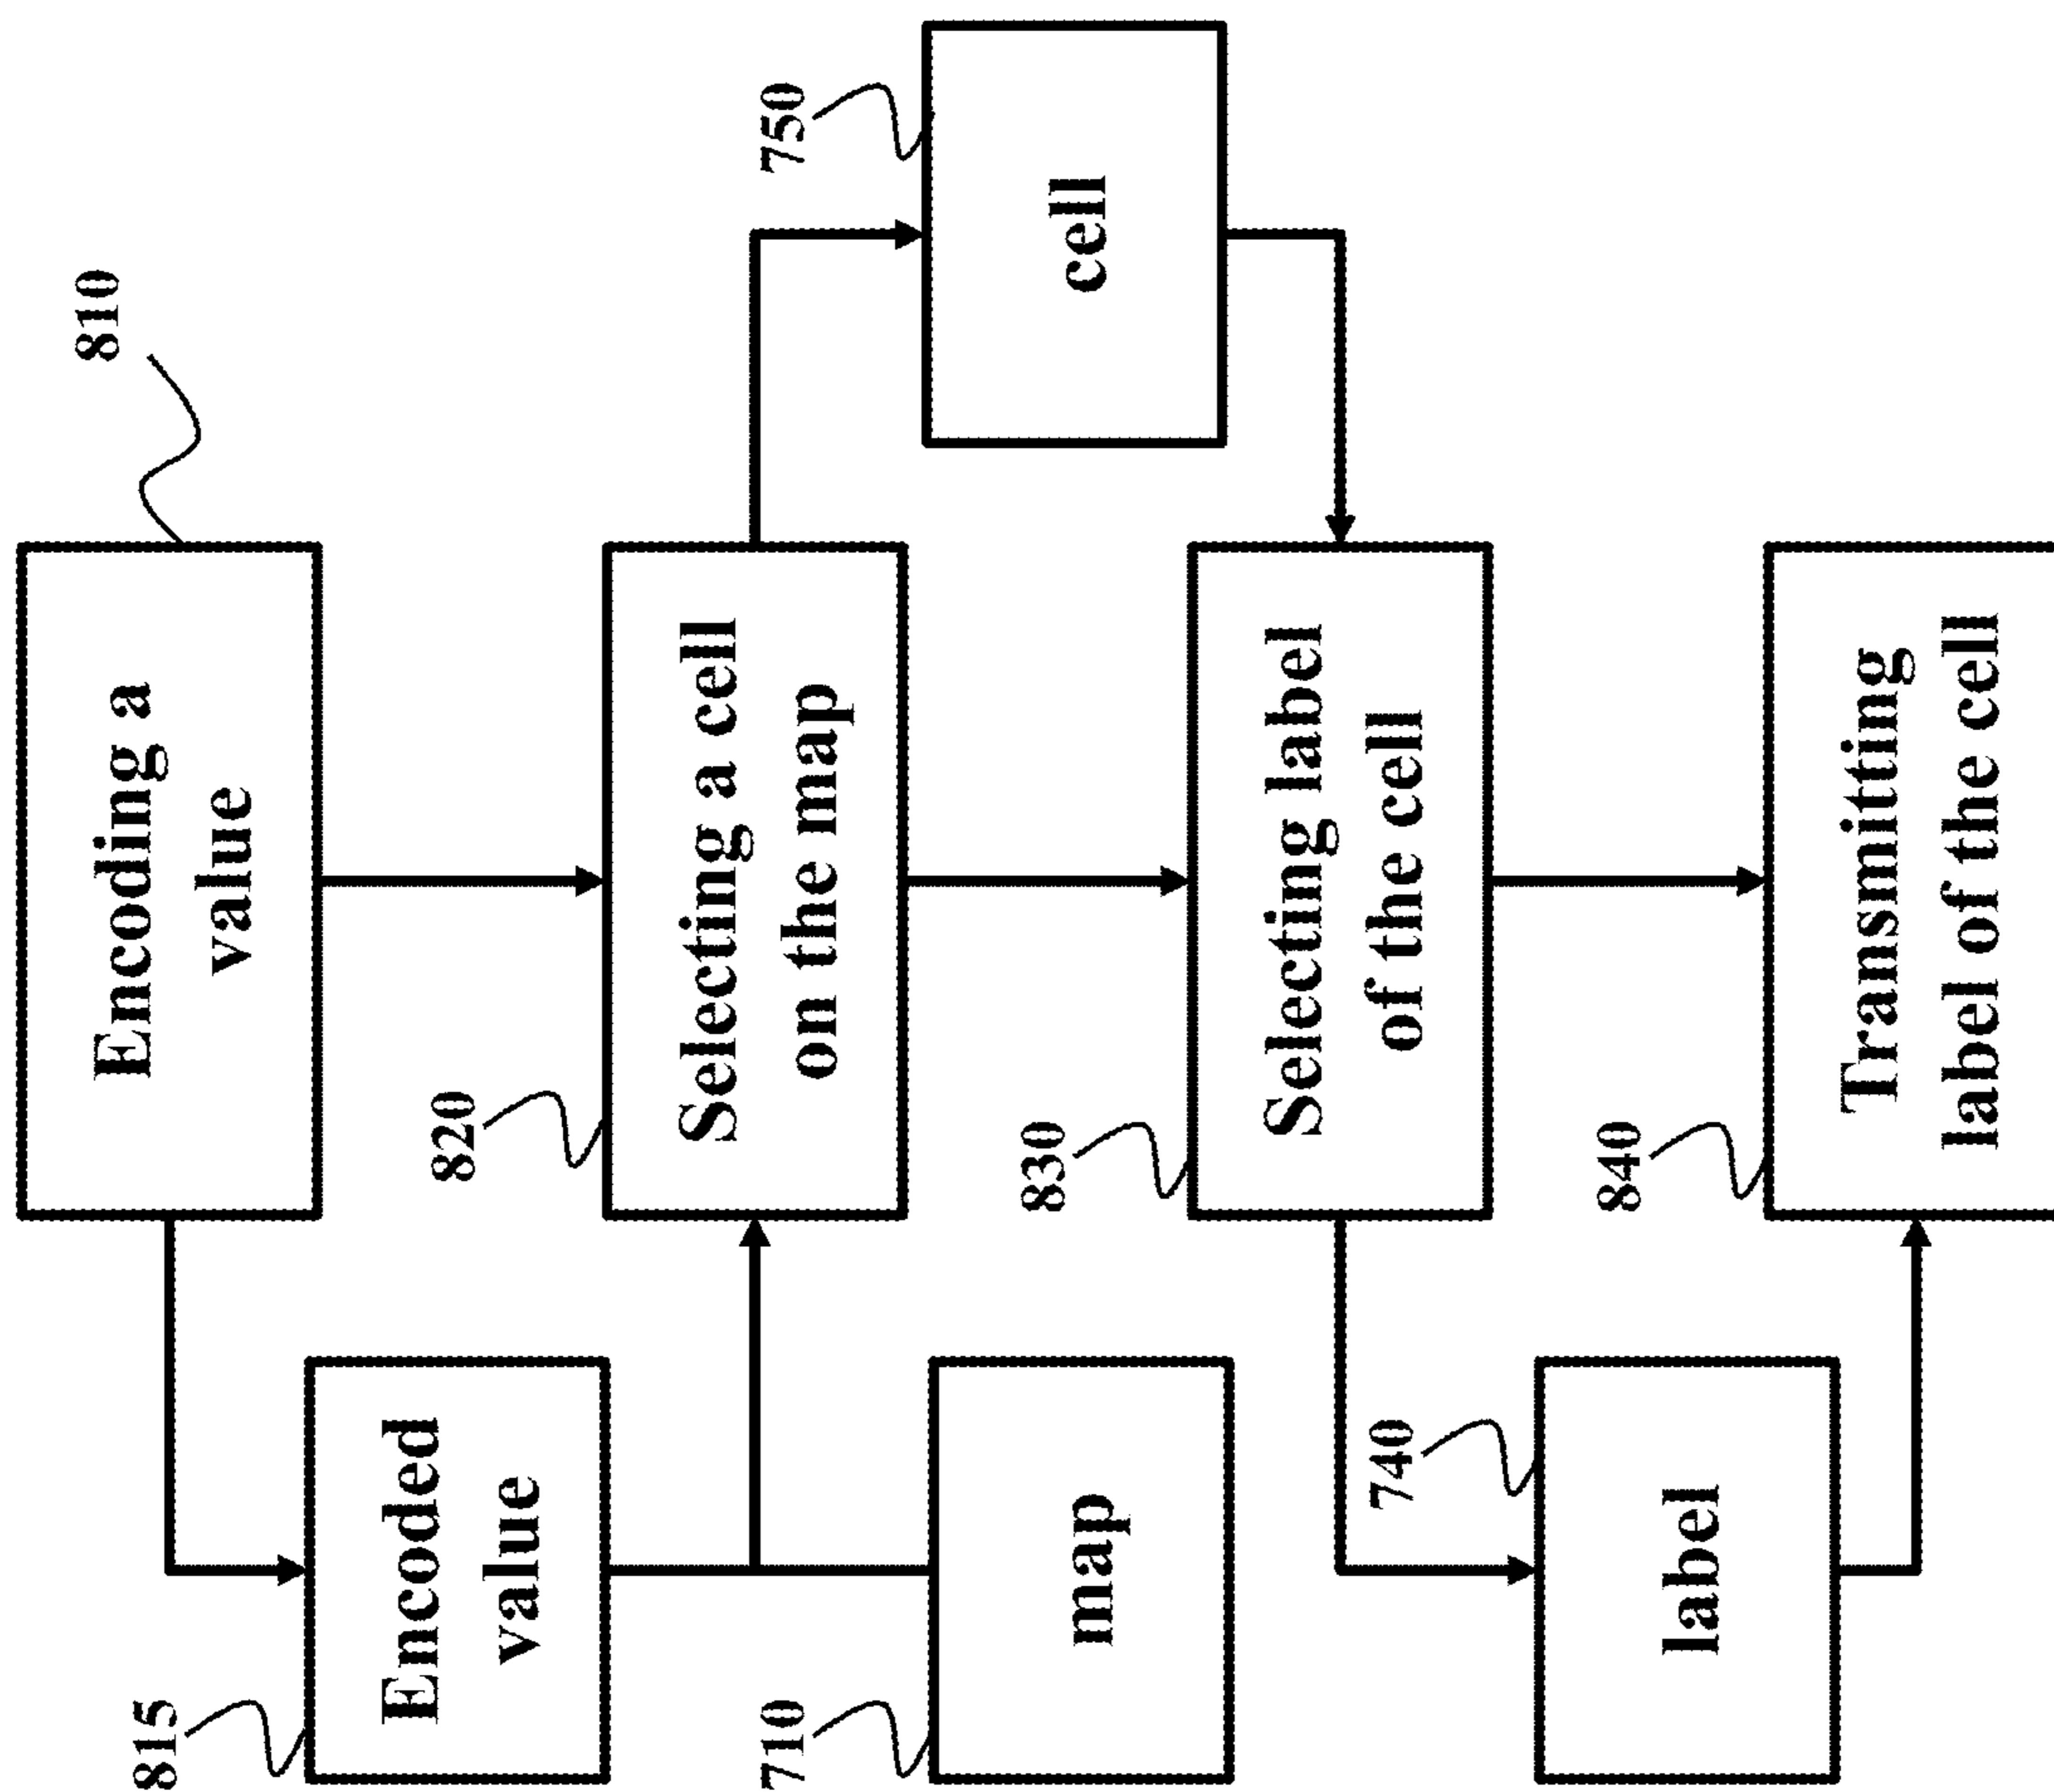 810
Encoding a
value
815
Encoded
value
820
Selecting a cell
on the map
710
map
750
cell
830
Selecting label
of the cell
740
label
840
Transmitting
label of the cell